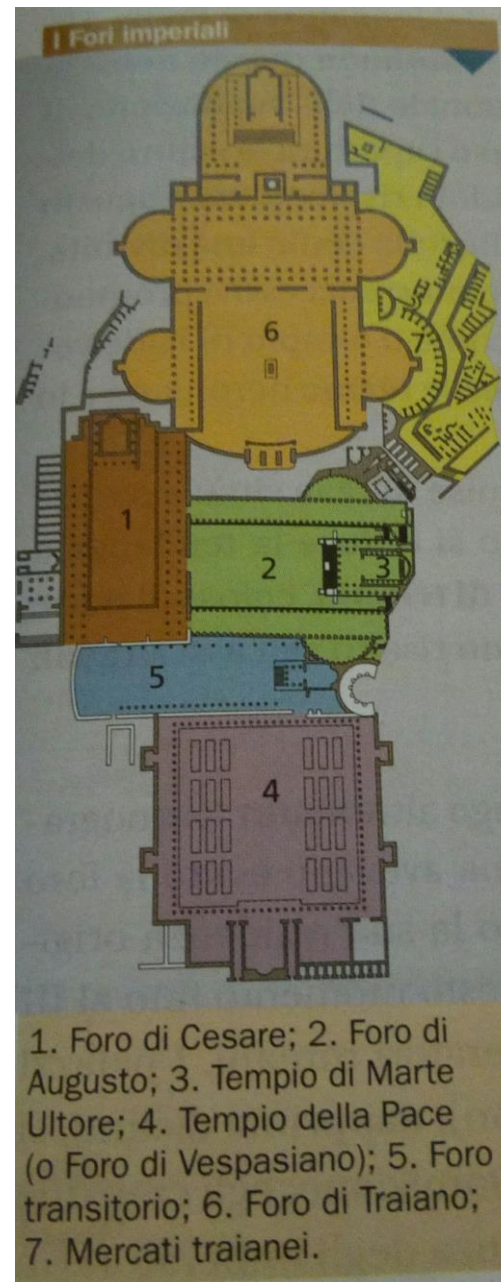 I Fori imperiali
6
7
1
2
3
5
4
1. Foro di Cesare; 2. Foro di
Augusto; 3. Tempio di Marte
Ultore; 4. Tempio della Pace
(o Foro di Vespasiano); 5. Foro
transitorio; 6. Foro di Traiano;
7. Mercati traianei.